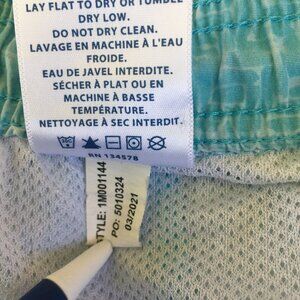 LAY FLAT TO DRY OR TUMBLE
DRY LOW.
DO NOT DRY CLEAN.
LAVAGE EN MACHINE À L'EAU
FROIDE.
EAU DE JAVEL INTERDITE.
SÉCHER À PLAT OU EN
MACHINE À BASSE
TEMPÉRATURE.
NETTOYAGE À SEC INTERDIT.
RN 134578
STYLE: 1M001144
PO: 5010324
03/2021